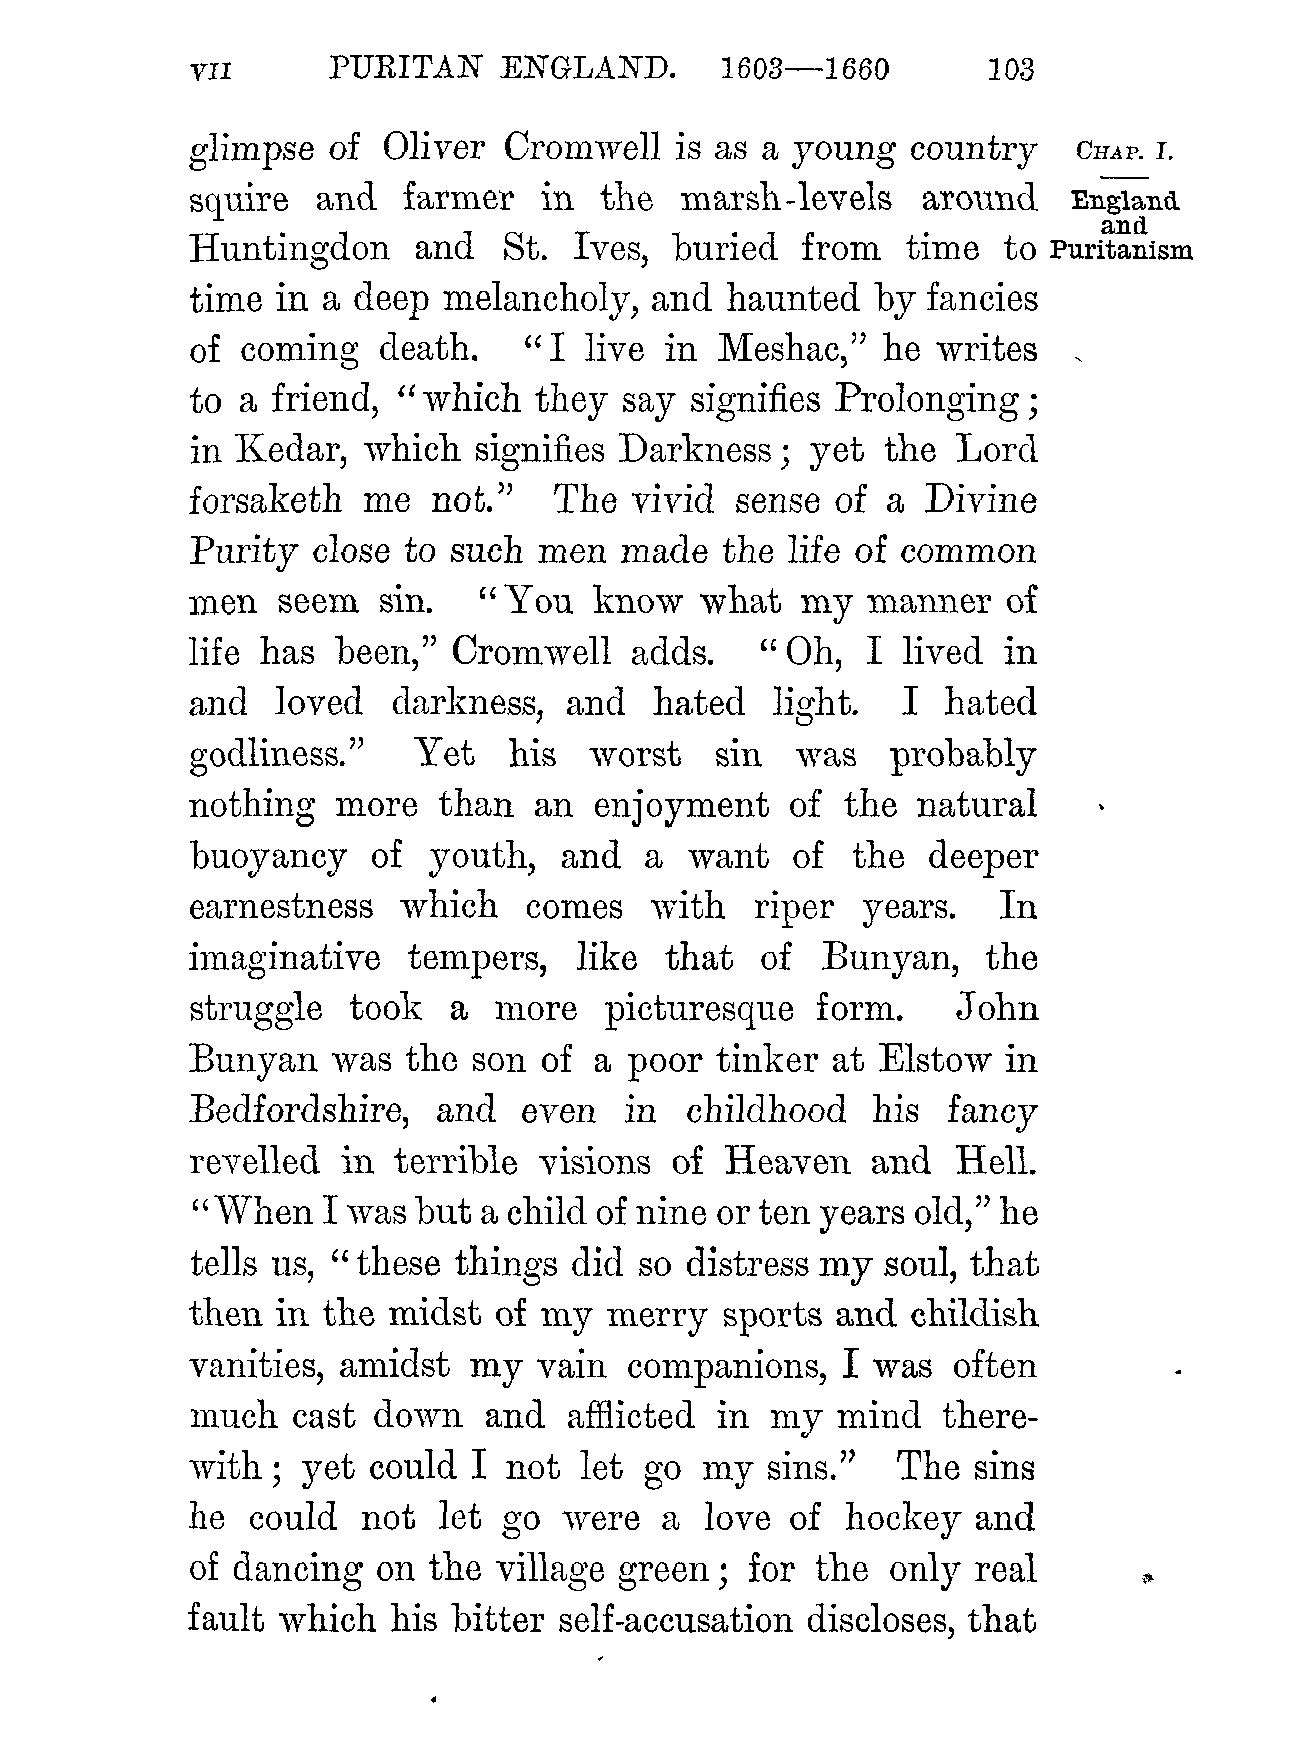 VII PURITAN ENGLAND. 1603—1660 103
glimpse of Oliver Cromwell is as a young country
squire and farmer in the marsh-levels around
Huntingdon and St. Ives, buried from time to
time in a deep melancholy, and haunted by fancies
of coming death. "I live in Meshac," he writes
to a friend, "which they say signifies Prolonging;
in Kedar, which signifies Darkness; yet the Lord
forsaketh me not." The vivid sense of a Divine
Purity close to such men made the life of common
men seem sin. "You know what my manner of
life has been," Cromwell adds. "Oh, I lived in
and loved darkness, and hated light. I hated
godliness." Yet his worst sin was probably
nothing more than an enjoyment of the natural
buoyancy of youth, and a want of the deeper
earnestness which comes with riper years. In
imaginative tempers, like that of Bunyan, the
struggle took a more picturesque form. John
Bunyan was the son of a poor tinker at Elstow in
Bedfordshire, and even in childhood his fancy
revelled in terrible visions of Heaven and Hell.
"When I was but a child of nine or ten years old," he
tells us, "these things did so distress my soul, that
then in the midst of my merry sports and childish
vanities, amidst my vain companions, I was often
much cast down and afflicted in my mind there-
with; yet could I not let go my sins." The sins
he could not let go were a love of hockey and
of dancing on the village green; for the only real
fault which his bitter self-accusation discloses, that
CHAP. I.
England
and
Puritanism